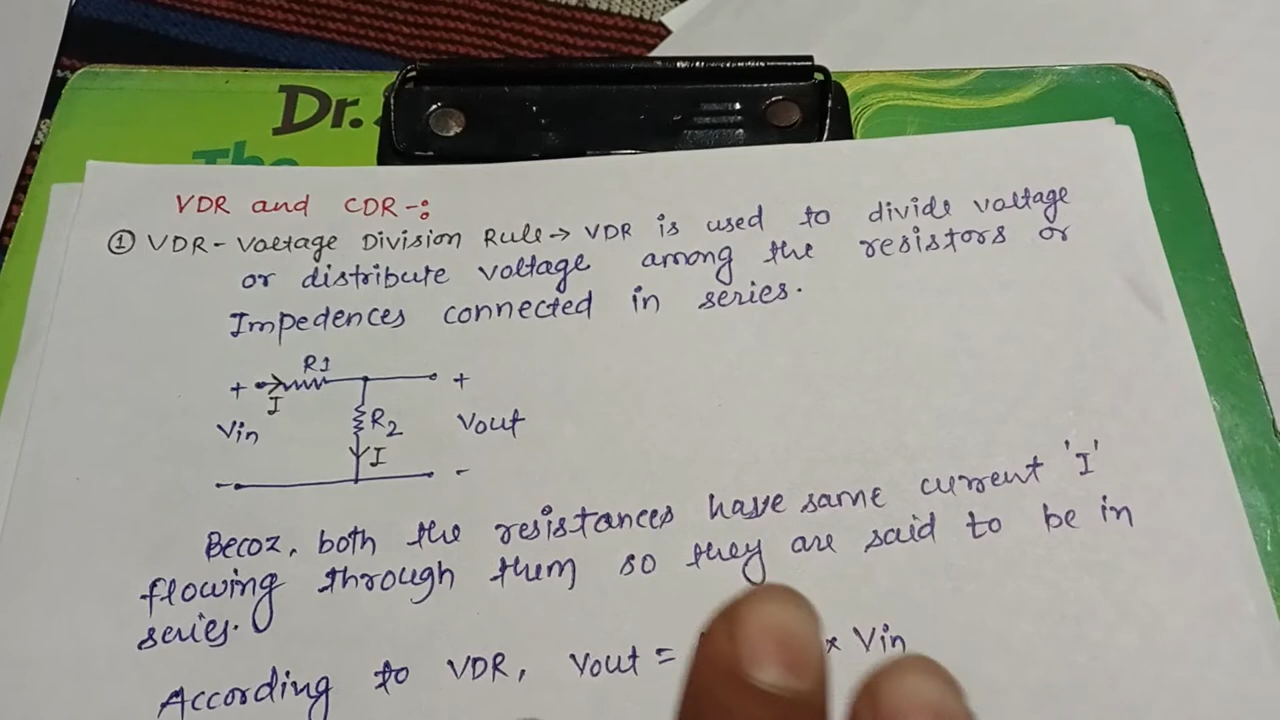 Dr.
The
VDR and CDR-:
① VDR - Voltage Division Rule → VDR is used to divide voltage
or distribute voltage among the resistors or
Impedences connected in series.
R1
+ +
I
Vin R2 Vout
I
- -
Becoz, both the resistances have same current 'I'
flowing through them so they are said to be in
series.
According to VDR, Vout = × Vin